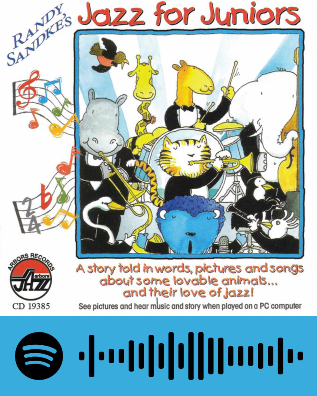 RANDY
SANDKE'S
Jazz for Juniors
ARBORS RECORDS
JAZZ
CD 19385
A story told in words, pictures and songs
about some lovable animals...
and their love of jazz!
See pictures and hear music and story when played on a PC computer